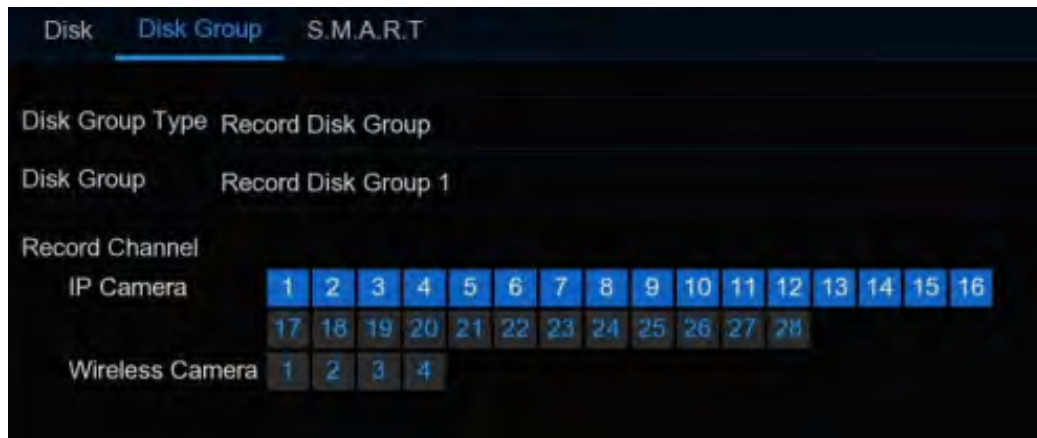 Disk Disk Group S.M.A.R.T
Disk Group Type Record Disk Group
Disk Group Record Disk Group 1
Record Channel
IP Camera 1 2 3 4 5 6 7 8 9 10 11 12 13 14 15 16
17 18 19 20 21 22 23 24 25 26 27 28
Wireless Camera 1 2 3 4